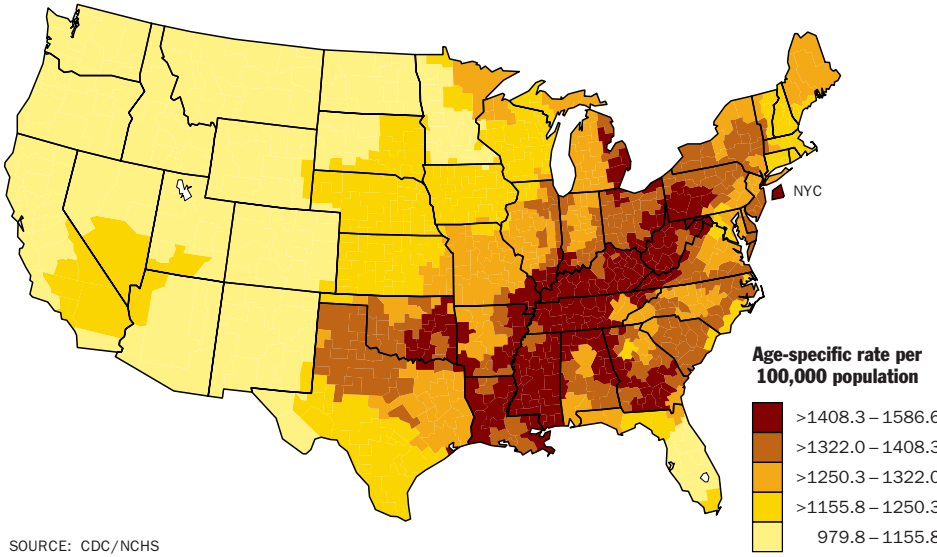 NYC
Age-specific rate per
100,000 population
>1408.3 – 1586.6
>1322.0 – 1408.3
>1250.3 – 1322.0
>1155.8 – 1250.3
979.8 – 1155.8
SOURCE: CDC/NCHS